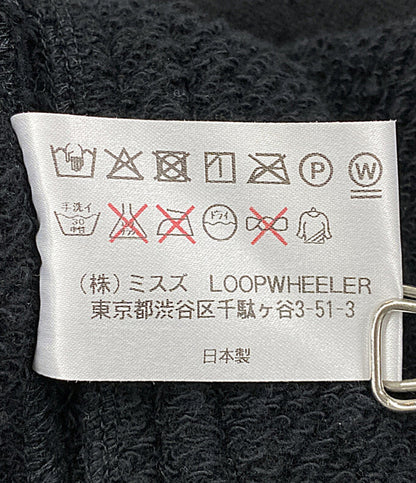 P W
手洗イ
30
中性
ドライ
(株) ミスズ LOOPWHEELER
東京都渋谷区千駄ヶ谷3-51-3
日本製